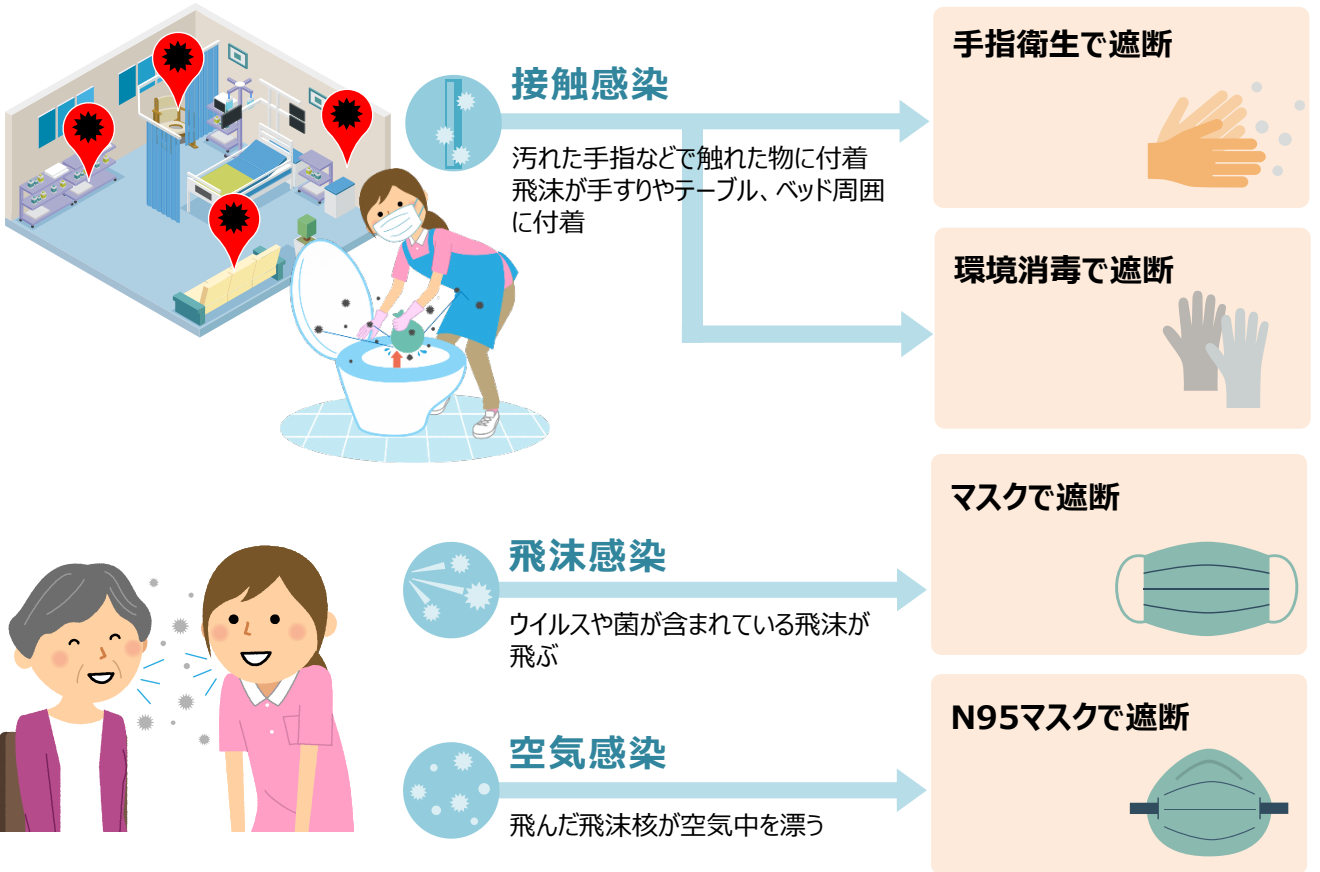 接触感染
汚れた手指などで触れた物に付着
飛沫が手すりやテーブル、ベッド周囲
に付着
手指衛生で遮断
環境消毒で遮断
飛沫感染
ウイルスや菌が含まれている飛沫が
飛ぶ
マスクで遮断
空気感染
飛んだ飛沫核が空気中を漂う
N95マスクで遮断